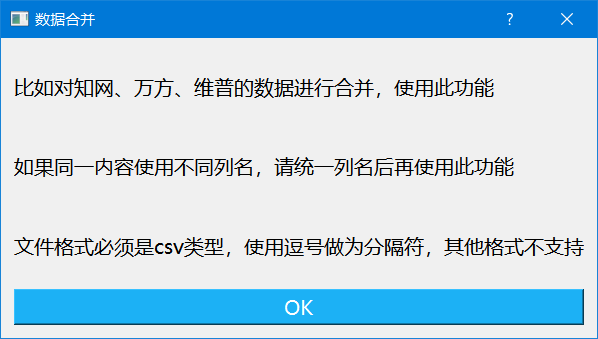 数据合并
比如对知网、万方、维普的数据进行合并，使用此功能
如果同一内容使用不同列名，请统一列名后再使用此功能
文件格式必须是csv类型，使用逗号做为分隔符，其他格式不支持
OK